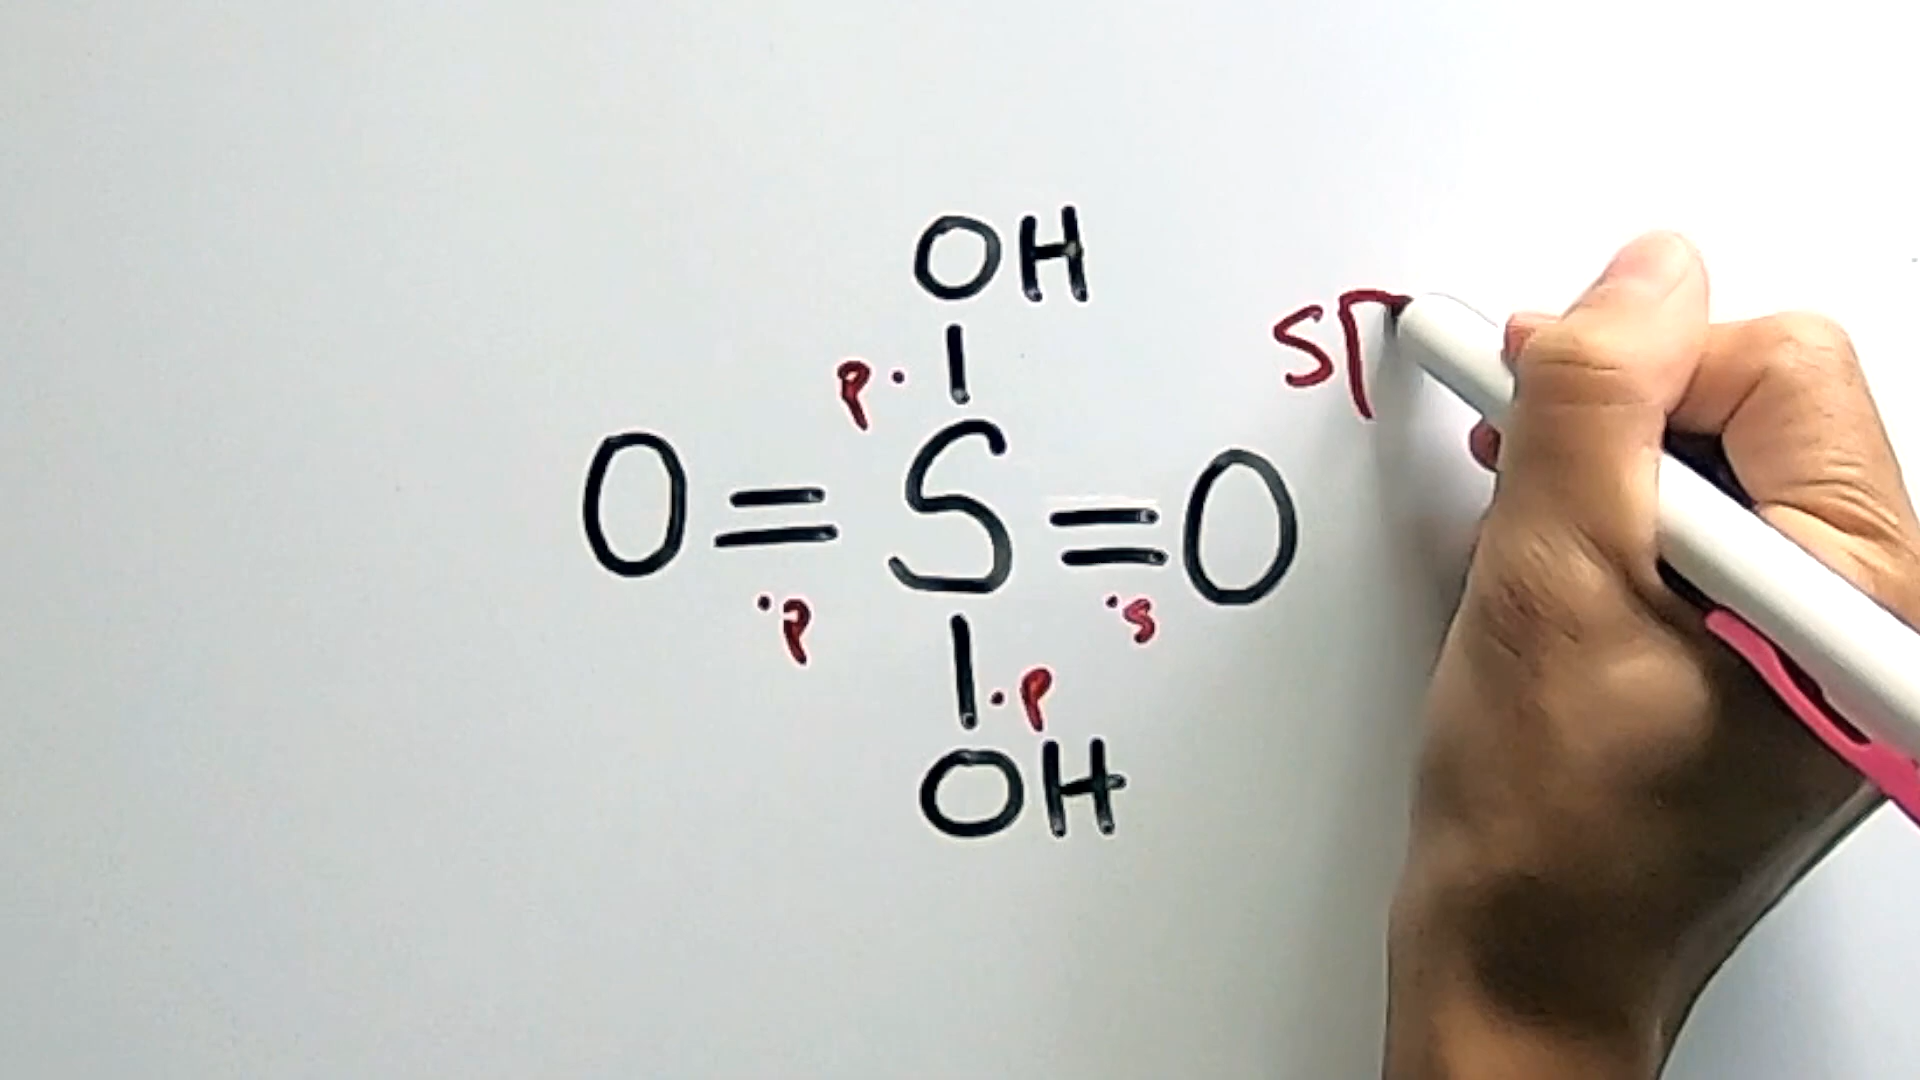 OH
SP
P.
O=S=O
.P .S
.P
OH